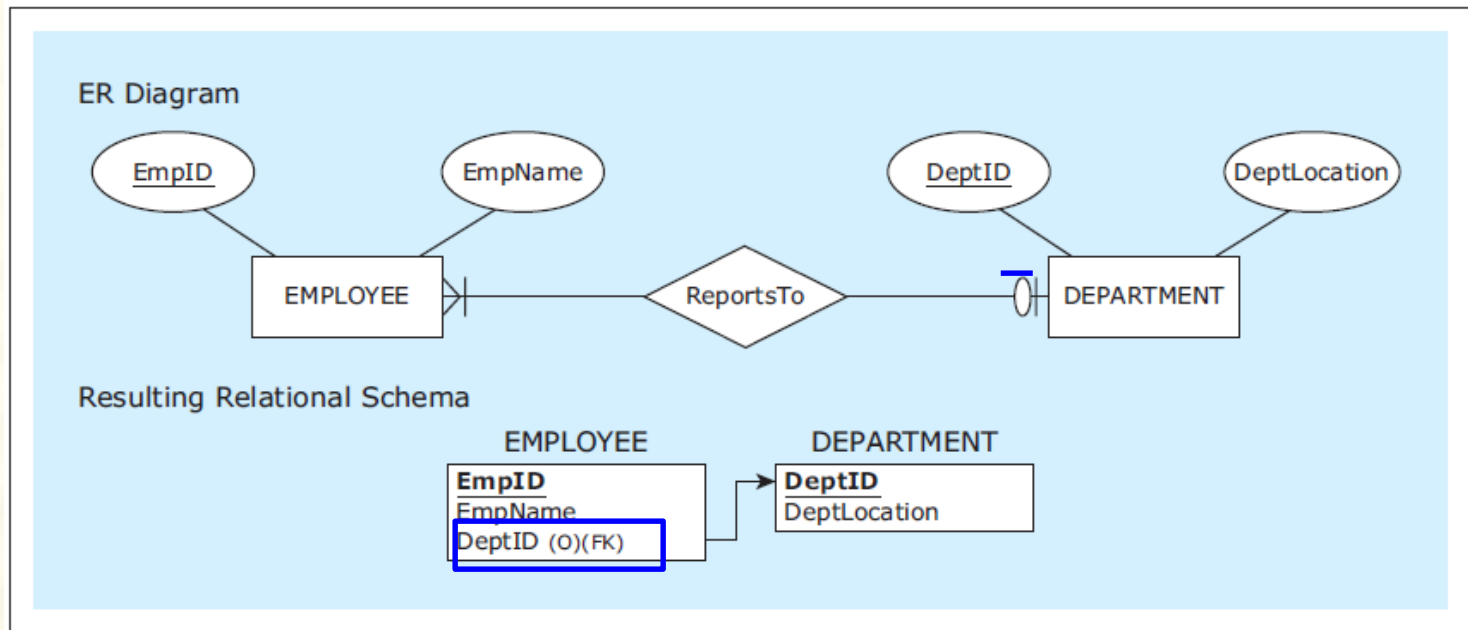 ER Diagram
EmpID
EmpName
DeptID
DeptLocation
EMPLOYEE
ReportsTo
DEPARTMENT
Resulting Relational Schema
EMPLOYEE
EmpID
EmpName
DeptID (O)(FK)
DEPARTMENT
DeptID
DeptLocation